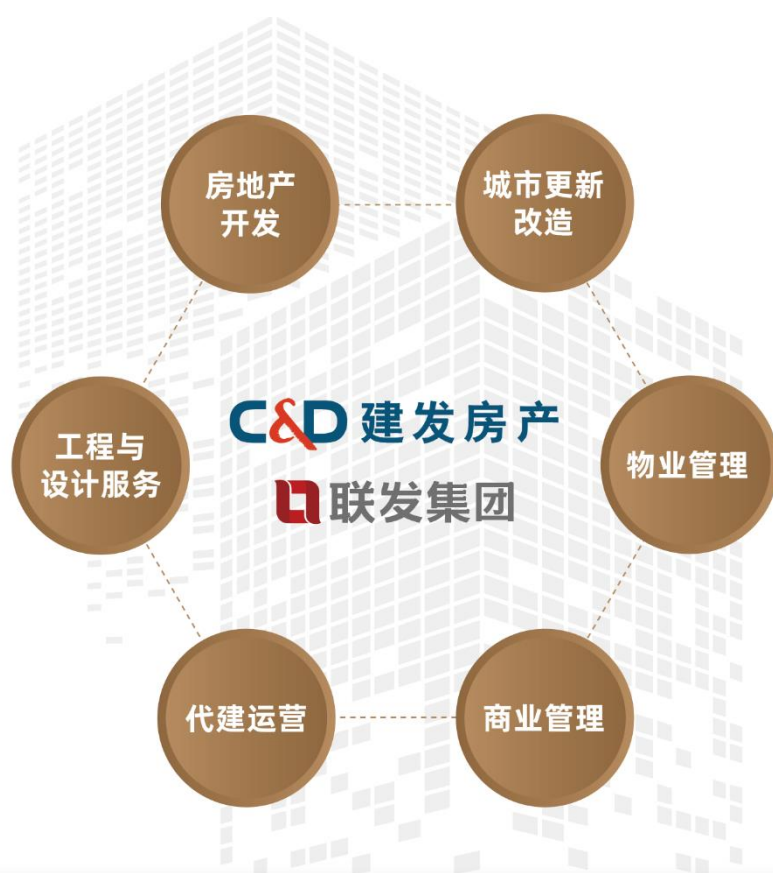 房地产
开发
城市更新
改造
工程与
设计服务
C&D 建发房产
联发集团
物业管理
代建运营
商业管理